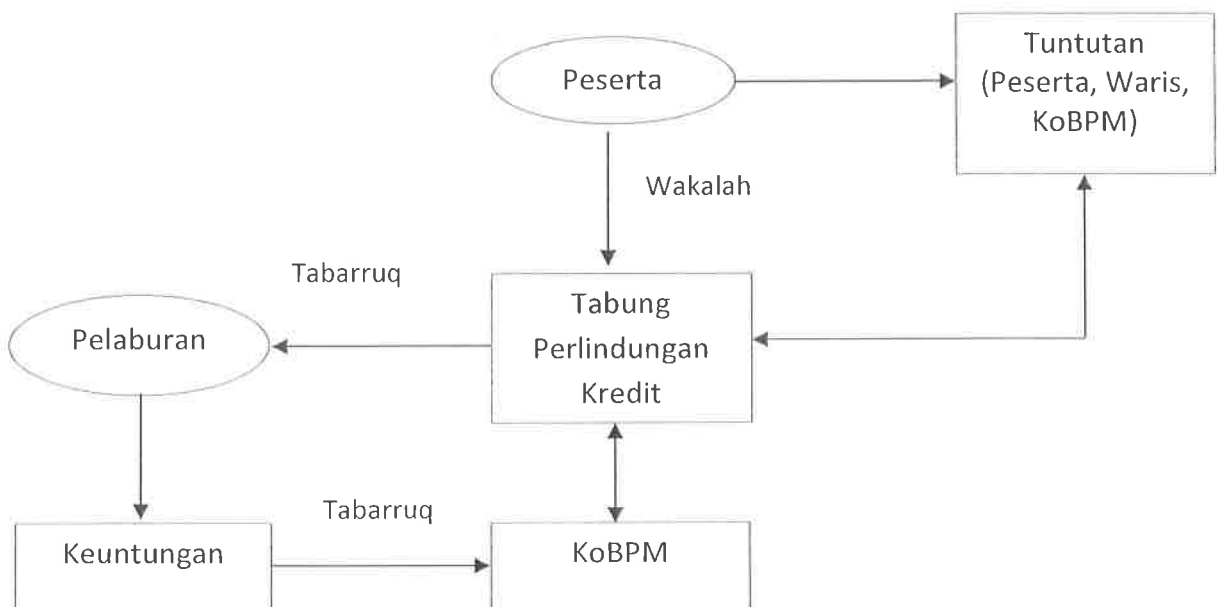 Peserta
Tuntutan
(Peserta, Waris,
KoBPM)
Wakalah
Tabarruq
Tabung
Perlindungan
Kredit
Pelaburan
Tabarruq
Keuntungan
KoBPM